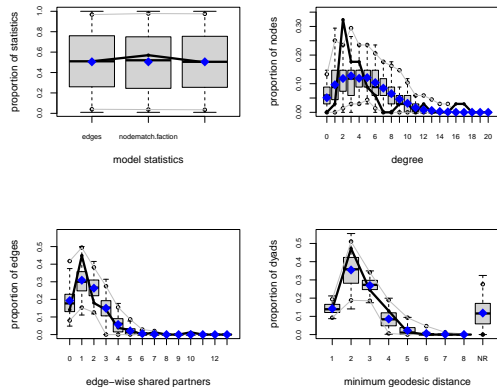 proportion of statistics
1.0
0.8
0.6
0.4
0.2
0.0
edges nodematch.faction
model statistics
proportion of nodes
0.30
0.20
0.10
0.00
0 1 2 3 4 5 6 7 8 9 10 12 14 16 18 20
degree
proportion of edges
0.5
0.4
0.3
0.2
0.1
0.0
0 1 2 3 4 5 6 7 8 9 10 12
edge−wise shared partners
proportion of dyads
0.5
0.4
0.3
0.2
0.1
0.0
1 2 3 4 5 6 7 8 NR
minimum geodesic distance